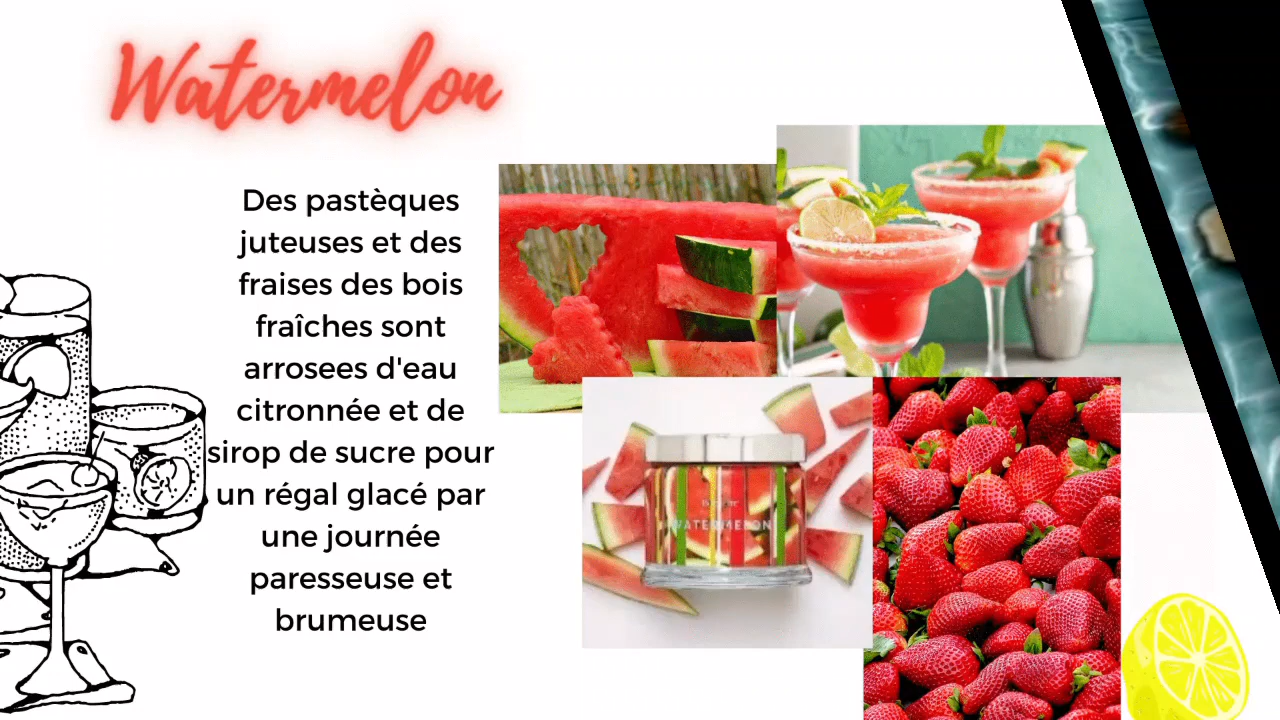 Watermelon
Des pastèques
juteuses et des
fraises des bois
fraîches sont
arrosees d'eau
citronnée et de
sirop de sucre pour
un régal glacé par
une journée
paresseuse et
brumeuse
WATERMELON